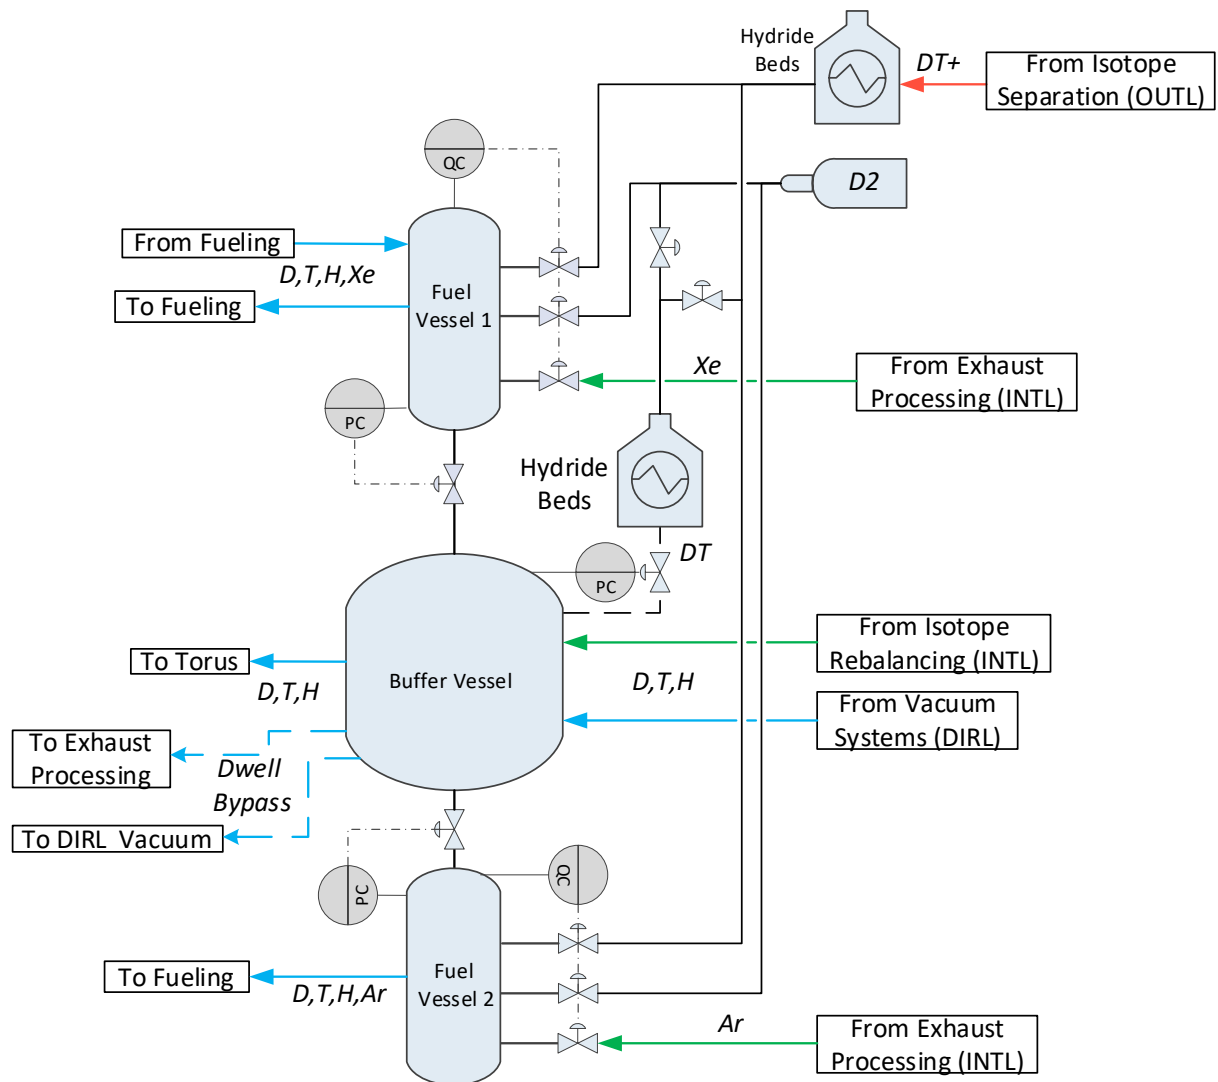 Hydride
Beds
DT+
From Isotope
Separation (OUTL)
QC
D2
From Fueling
D,T,H,Xe
To Fueling
Fuel
Vessel 1
Xe
From Exhaust
Processing (INTL)
PC
Hydride
Beds
DT
PC
From Isotope
Rebalancing (INTL)
To Torus
D,T,H
Buffer Vessel
D,T,H
From Vacuum
Systems (DIRL)
To Exhaust
Processing
Dwell
Bypass
To DIRL Vacuum
PC
QC
To Fueling
D,T,H,Ar
Fuel
Vessel 2
Ar
From Exhaust
Processing (INTL)